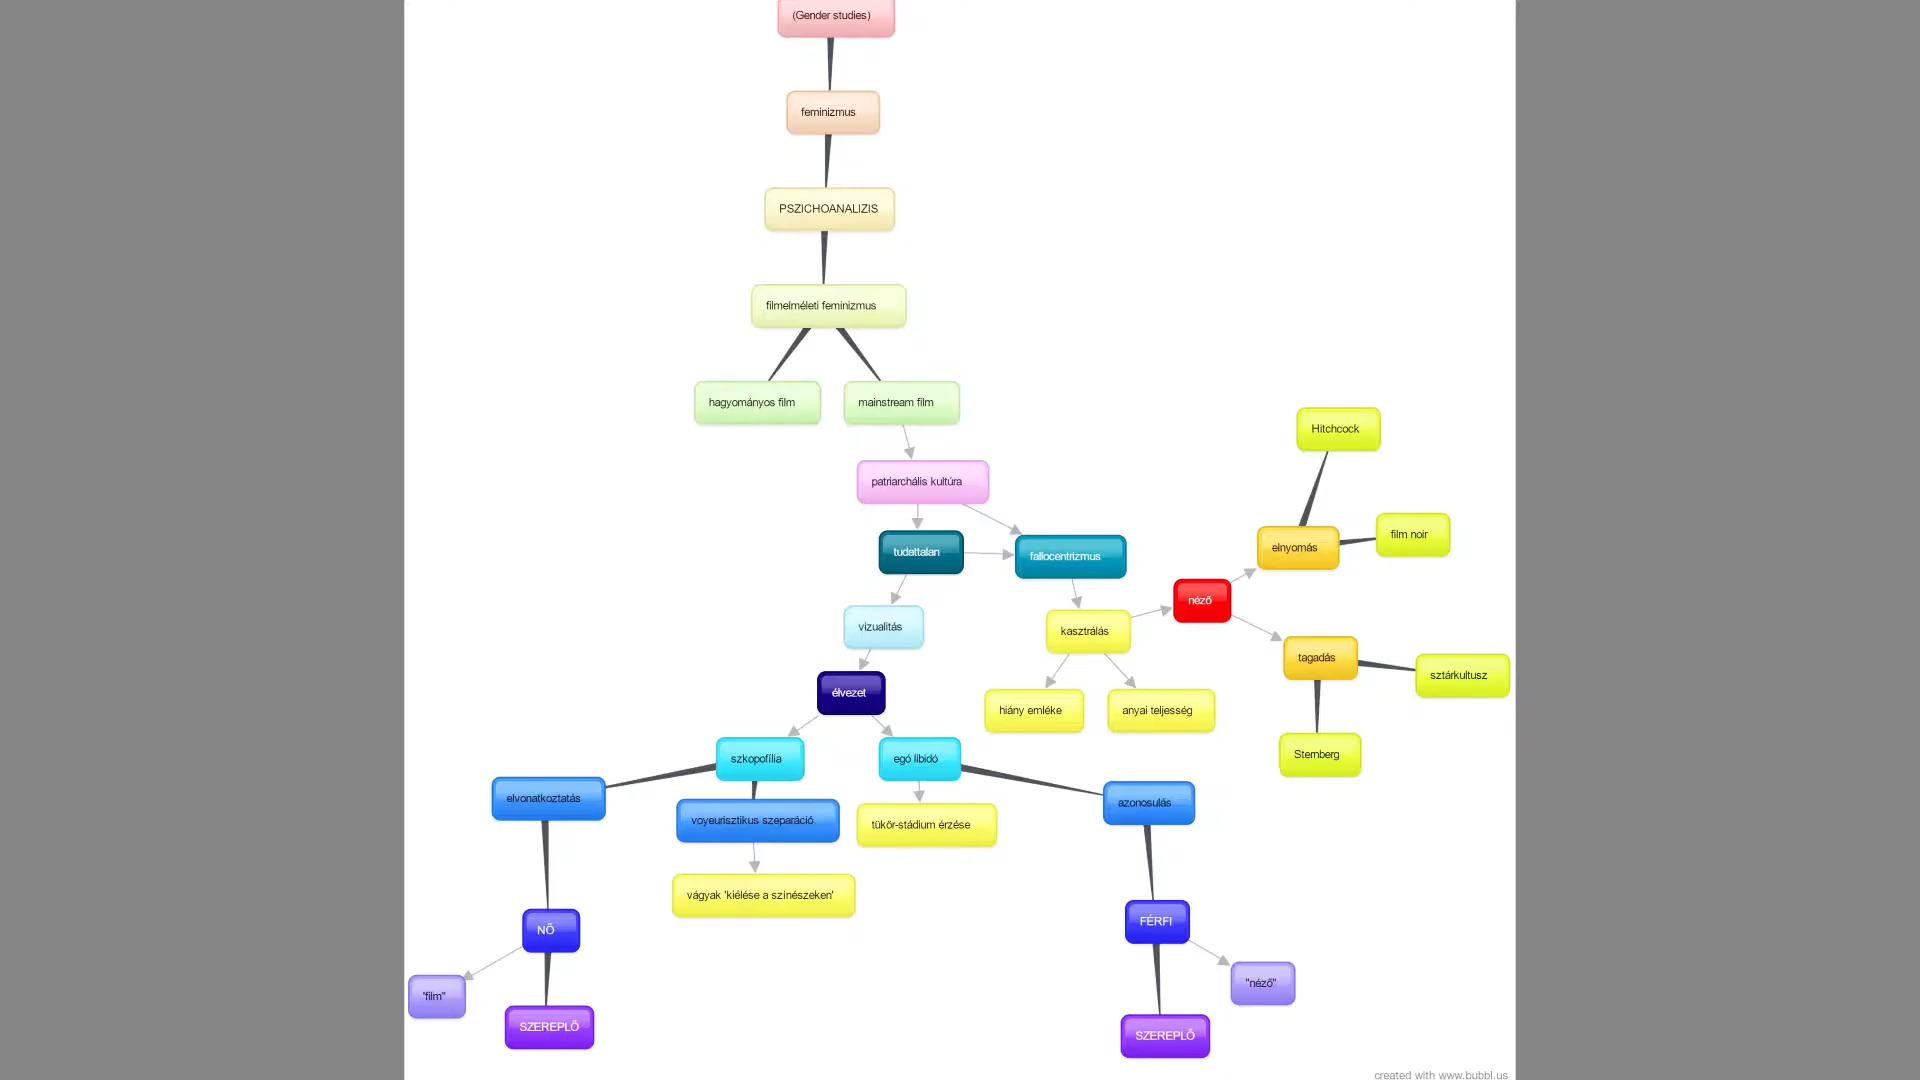 (Gender studies)
feminizmus
PSZICHOANALIZIS
filmelméleti feminizmus
hagyományos film
mainstream film
patriarchális kultúra
tudattalan
fallocentrizmus
vizualitás
kasztrálás
néző
elnyomás
Hitchcock
film noir
tagadás
sztárkultusz
Sternberg
hiány emléke
anyai teljesség
élvezet
szkopofília
egó libidó
elvonatkoztatás
voyeurisztikus szeparáció
tükör-stádium érzése
azonosulás
vágyak 'kiélése a színészeken'
NŐ
FÉRFI
"film"
"néző"
SZEREPLŐ
SZEREPLŐ
created with www.bubbl.us